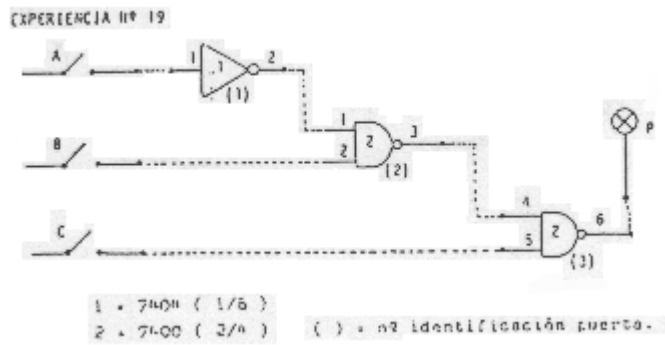 EXPERIENCIA Nº 19
A
1
2
1
(1)
1
2
3
B
2
(2)
P
4
6
C
2
5
(3)
1 . 7404 ( 1/6 )
2 . 7400 ( 2/4 )
( ) . nº identificación puerta.